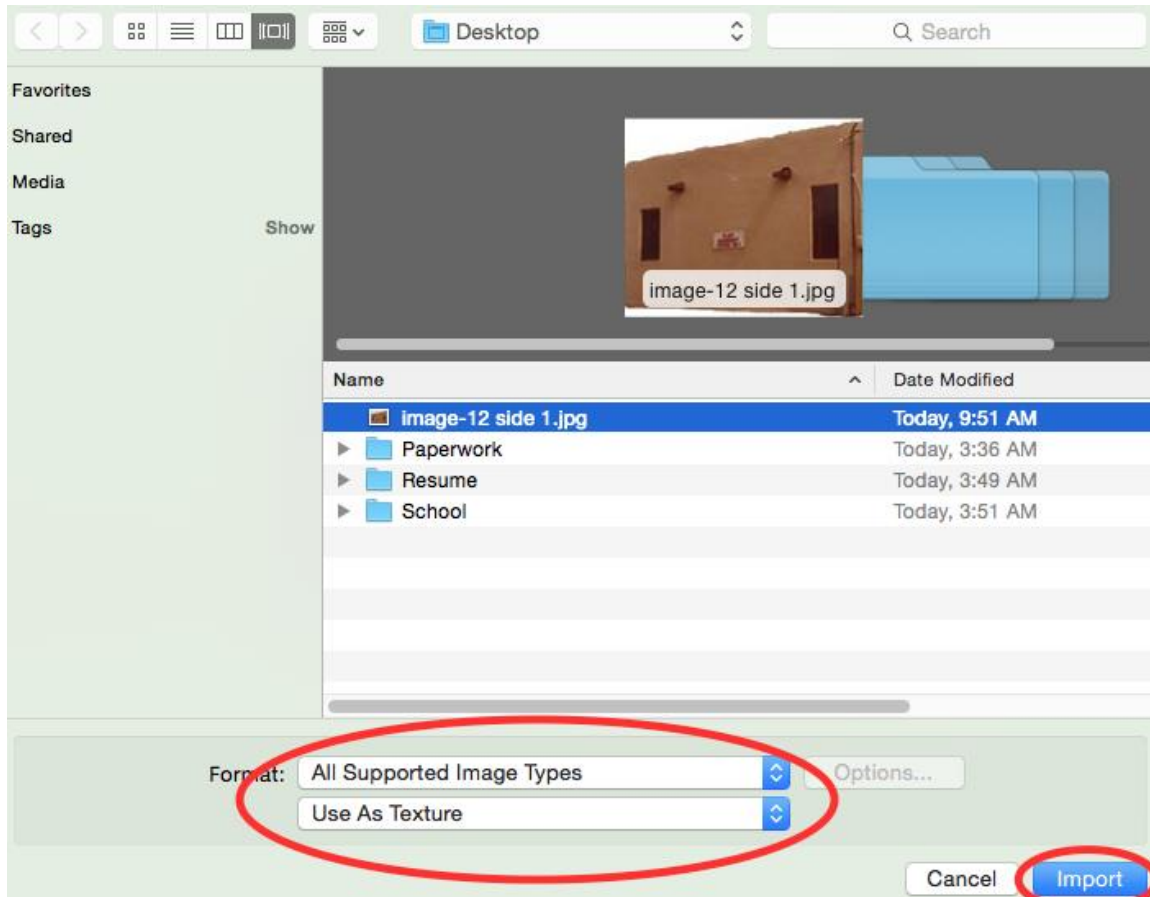 Desktop
Search
Favorites
Shared
Media
Tags Show
image-12 side 1.jpg
Name Date Modified
image-12 side 1.jpg Today, 9:51 AM
Paperwork Today, 3:36 AM
Resume Today, 3:49 AM
School Today, 3:51 AM
Format: All Supported Image Types Options...
Use As Texture
Cancel Import